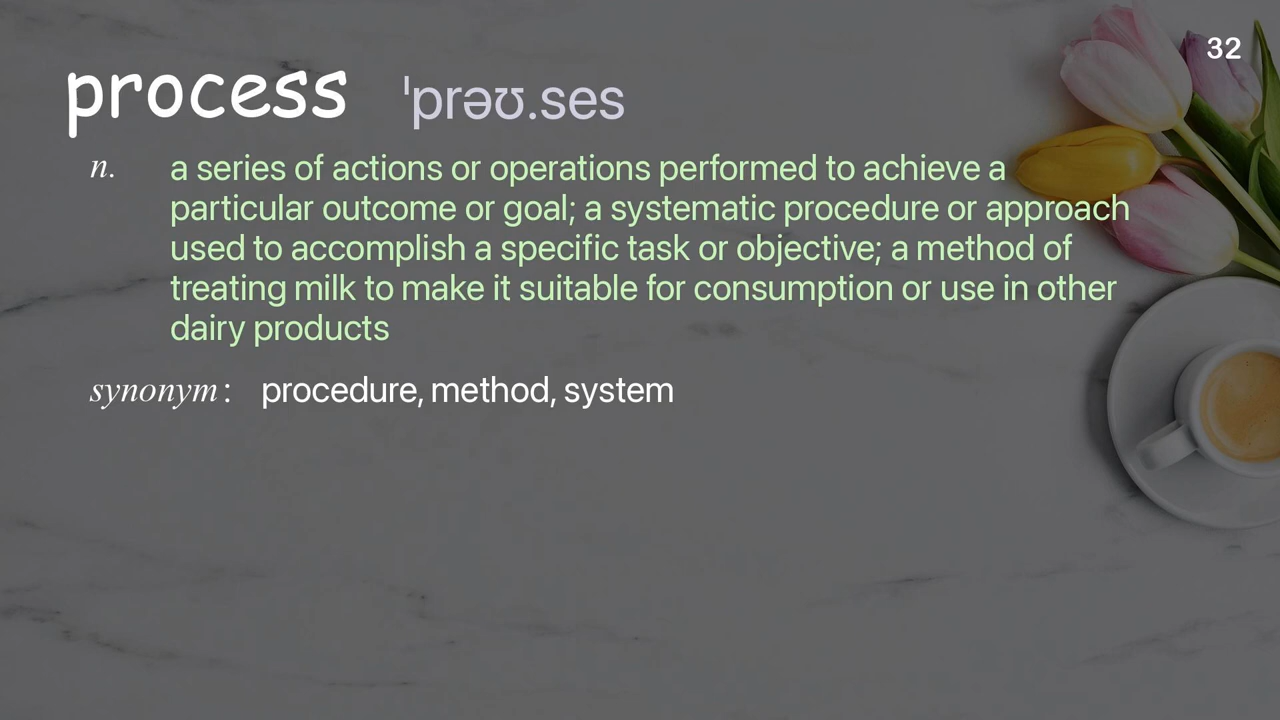 32
process ˈprəʊ.ses
n. a series of actions or operations performed to achieve a
particular outcome or goal; a systematic procedure or approach
used to accomplish a specific task or objective; a method of
treating milk to make it suitable for consumption or use in other
dairy products
synonym: procedure, method, system